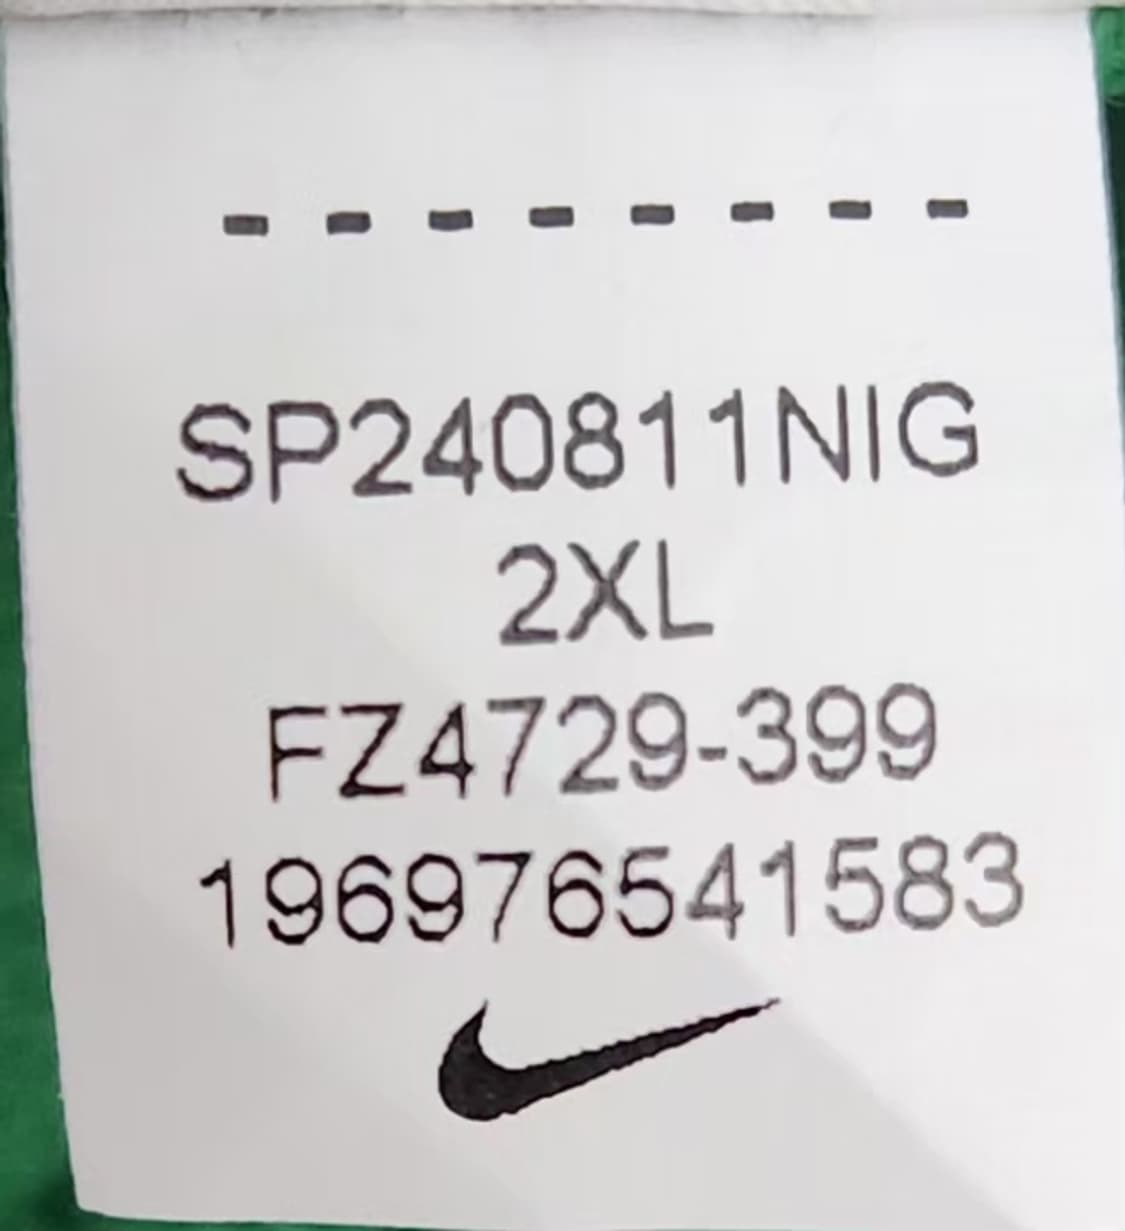 --------
SP240811NIG
2XL
FZ4729-399
196976541583